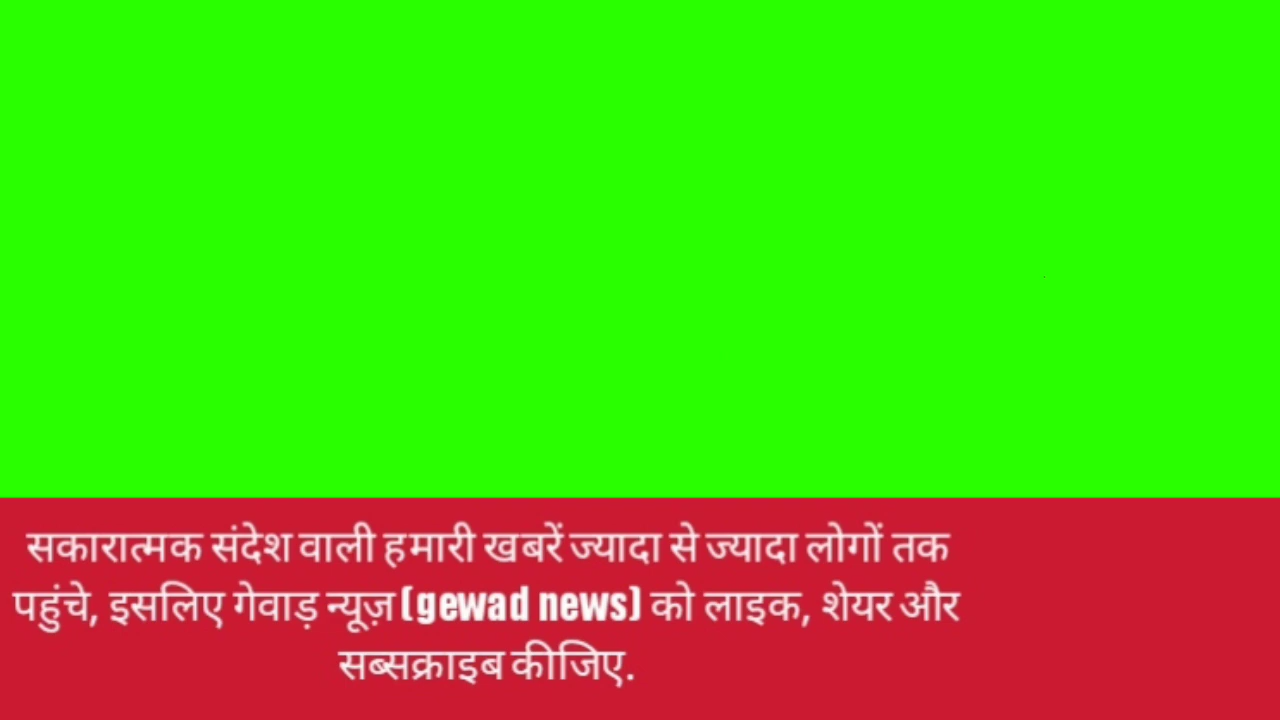 सकारात्मक संदेश वाली हमारी खबरें ज्यादा से ज्यादा लोगों तक
पहुंचे, इसलिए गेवाड़ न्यूज़ (gewad news) को लाइक, शेयर और
सब्सक्राइब कीजिए.